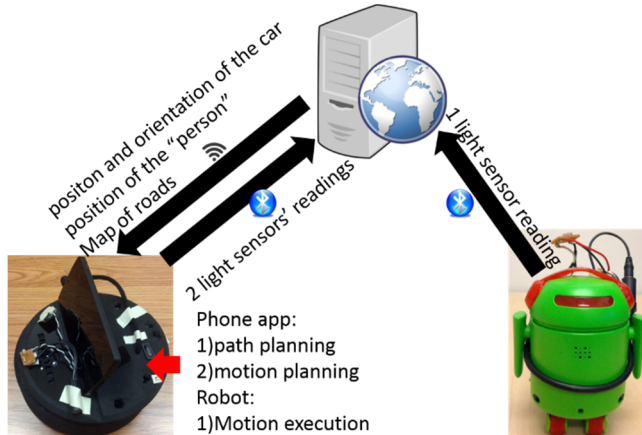 positon and orientation of the car
position of the "person"
Map of roads
2 light sensors' readings
1 light sensor reading
Phone app:
1)path planning
2)motion planning
Robot:
1)Motion execution